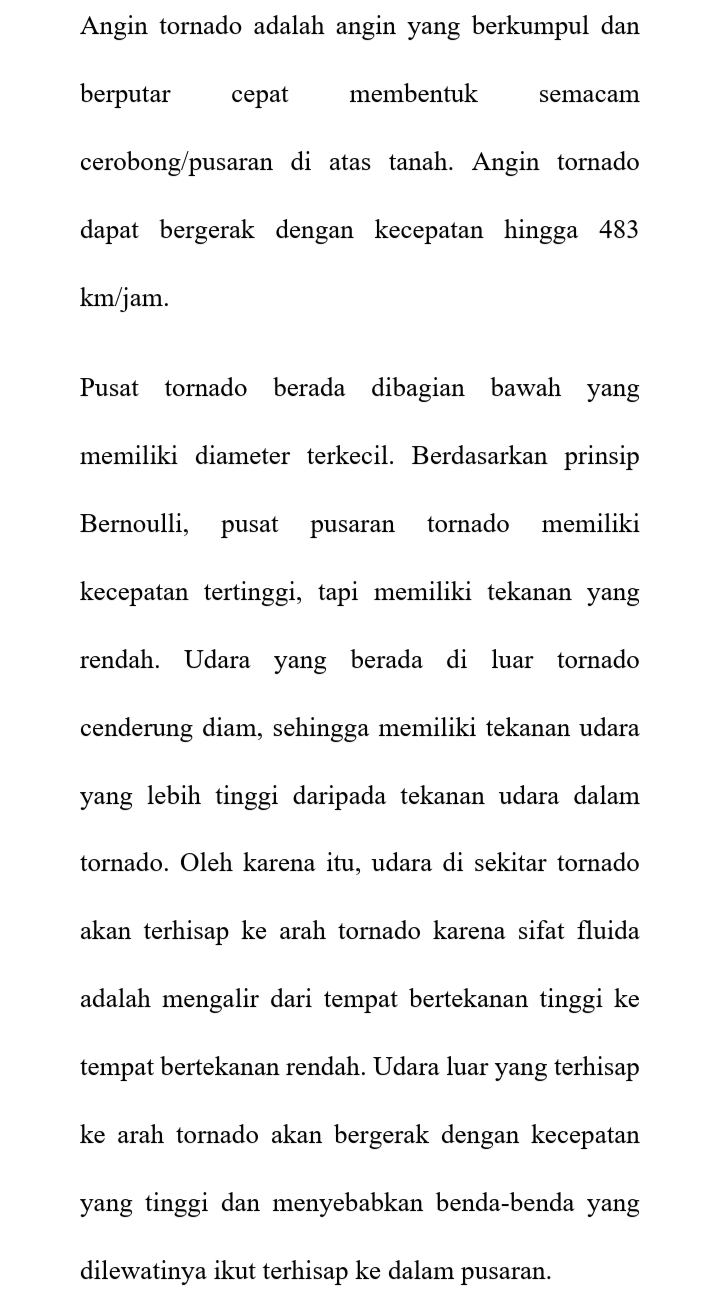 Angin tornado adalah angin yang berkumpul dan
berputar cepat membentuk semacam
cerobong/pusaran di atas tanah. Angin tornado
dapat bergerak dengan kecepatan hingga 483
km/jam.
Pusat tornado berada dibagian bawah yang
memiliki diameter terkecil. Berdasarkan prinsip
Bernoulli, pusat pusaran tornado memiliki
kecepatan tertinggi, tapi memiliki tekanan yang
rendah. Udara yang berada di luar tornado
cenderung diam, sehingga memiliki tekanan udara
yang lebih tinggi daripada tekanan udara dalam
tornado. Oleh karena itu, udara di sekitar tornado
akan terhisap ke arah tornado karena sifat fluida
adalah mengalir dari tempat bertekanan tinggi ke
tempat bertekanan rendah. Udara luar yang terhisap
ke arah tornado akan bergerak dengan kecepatan
yang tinggi dan menyebabkan benda-benda yang
dilewatinya ikut terhisap ke dalam pusaran.